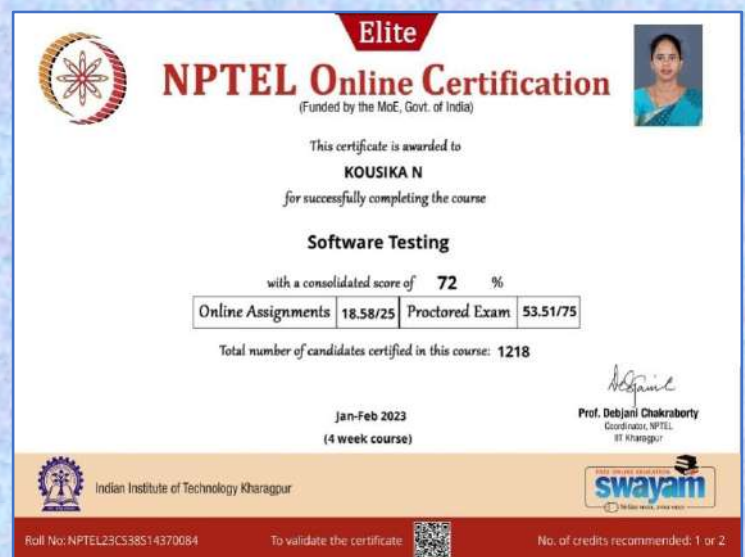 Elite
NPTEL Online Certification
(Funded by the MoE, Govt. of India)
This certificate is awarded to
KOUSIKA N
for successfully completing the course
Software Testing
with a consolidated score of 72 %
Online Assignments 18.58/25 Proctored Exam 53.51/75
Total number of candidates certified in this course: 1218
Jan-Feb 2023
(4 week course)
Prof. Debjani Chakraborty
Coordinator, NPTEL
IIT Kharagpur
Indian Institute of Technology Kharagpur
FREE ONLINE EDUCATION
swayam
Roll No: NPTEL23CS38S14370084 To validate the certificate No. of credits recommended: 1 or 2